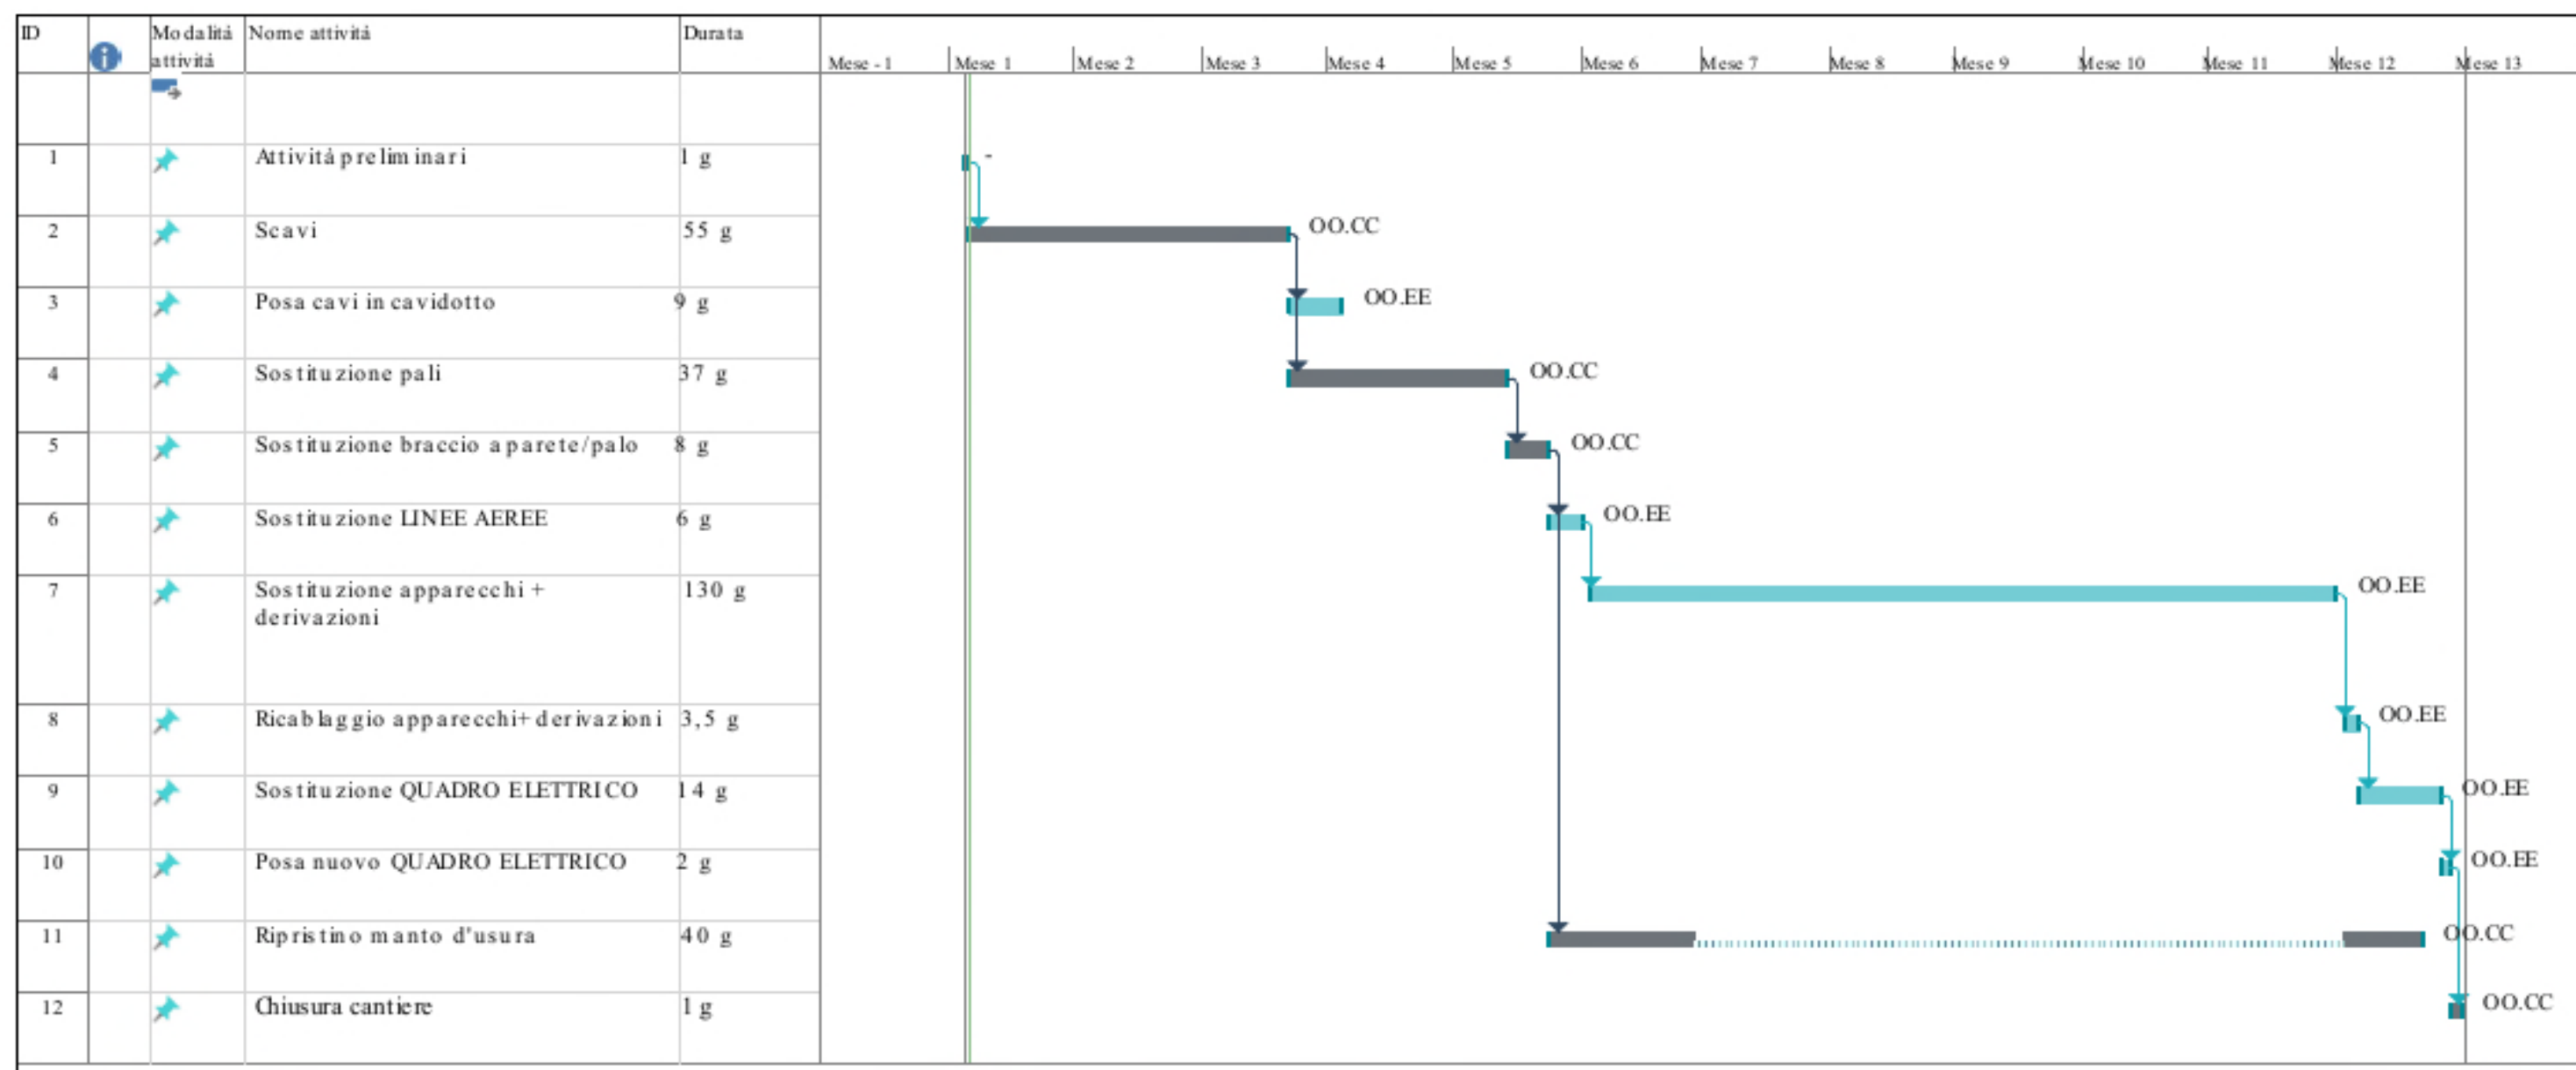 ID
Modalità
attività
Nome attività
Durata
Mese -1 Mese 1 Mese 2 Mese 3 Mese 4 Mese 5 Mese 6 Mese 7 Mese 8 Mese 9 Mese 10 Mese 11 Mese 12 Mese 13
1 Attività preliminari 1 g -
2 Scavi 55 g OO.CC
3 Posa cavi in cavidotto 9 g OO.EE
4 Sostituzione pali 37 g OO.CC
5 Sostituzione braccio a parete/palo 8 g OO.CC
6 Sostituzione LINEE AEREE 6 g OO.EE
7 Sostituzione apparecchi + 130 g OO.EE
derivazioni
8 Ricablaggio apparecchi+ derivazioni 3,5 g OO.EE
9 Sostituzione QUADRO ELETTRICO 14 g OO.EE
10 Posa nuovo QUADRO ELETTRICO 2 g OO.EE
11 Ripristino manto d'usura 40 g OO.CC
12 Chiusura cantiere 1 g OO.CC